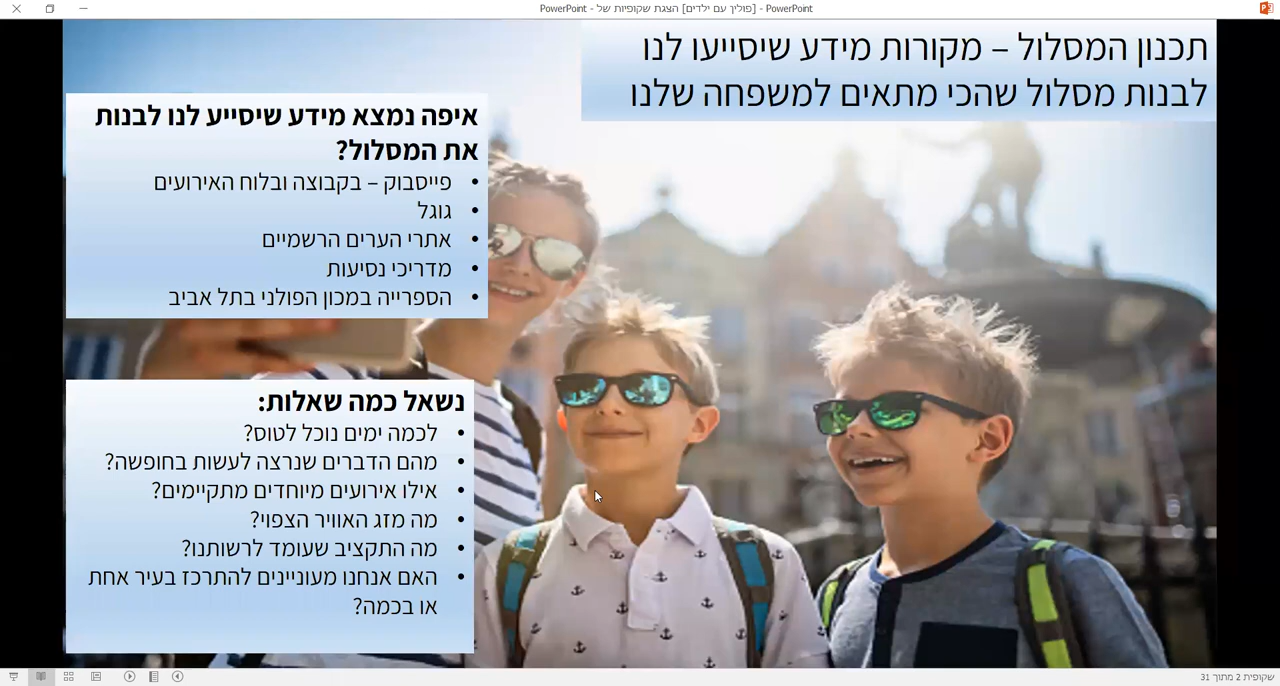 PowerPoint - [פוליך עם ילדים] הצגת שקופיות של - PowerPoint
תכנון המסלול – מקורות מידע שיסייעו לנו
לבנות מסלול שהכי מתאים למשפחה שלנו
איפה נמצא מידע שיסייע לנו לבנות
את המסלול?
• פייסבוק – בקבוצה ובלוח האירועים
• גוגל
• אתרי הערים הרשמיים
• מדריכי נסיעות
• הספרייה במכון הפולני בתל אביב
נשאל כמה שאלות:
• לכמה ימים נוכל לטוס?
• מהם הדברים שנרצה לעשות בחופשה?
• אילו אירועים מיוחדים מתקיימים?
• מה מזג האוויר הצפוי?
• מה התקציב שעומד לרשותנו?
• האם אנחנו מעוניינים להתרכז בעיר אחת
או בכמה?
שקופית 2 מתוך 31